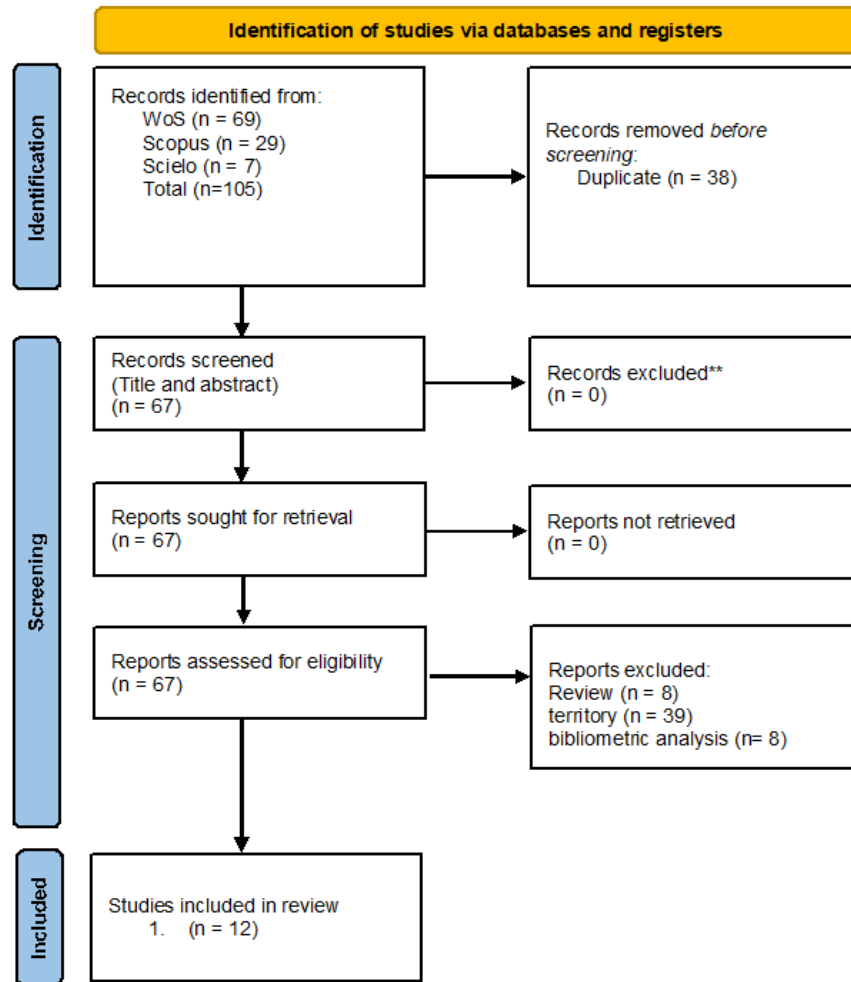 Identification of studies via databases and registers
Identification
Records identified from:
WoS (n = 69)
Scopus (n = 29)
Scielo (n = 7)
Total (n=105)
Records removed before
screening:
Duplicate (n = 38)
Screening
Records screened
(Title and abstract)
(n = 67)
Records excluded**
(n = 0)
Reports sought for retrieval
(n = 67)
Reports not retrieved
(n = 0)
Reports assessed for eligibility
(n = 67)
Reports excluded:
Review (n = 8)
territory (n = 39)
bibliometric analysis (n= 8)
Included
Studies included in review
1. (n = 12)